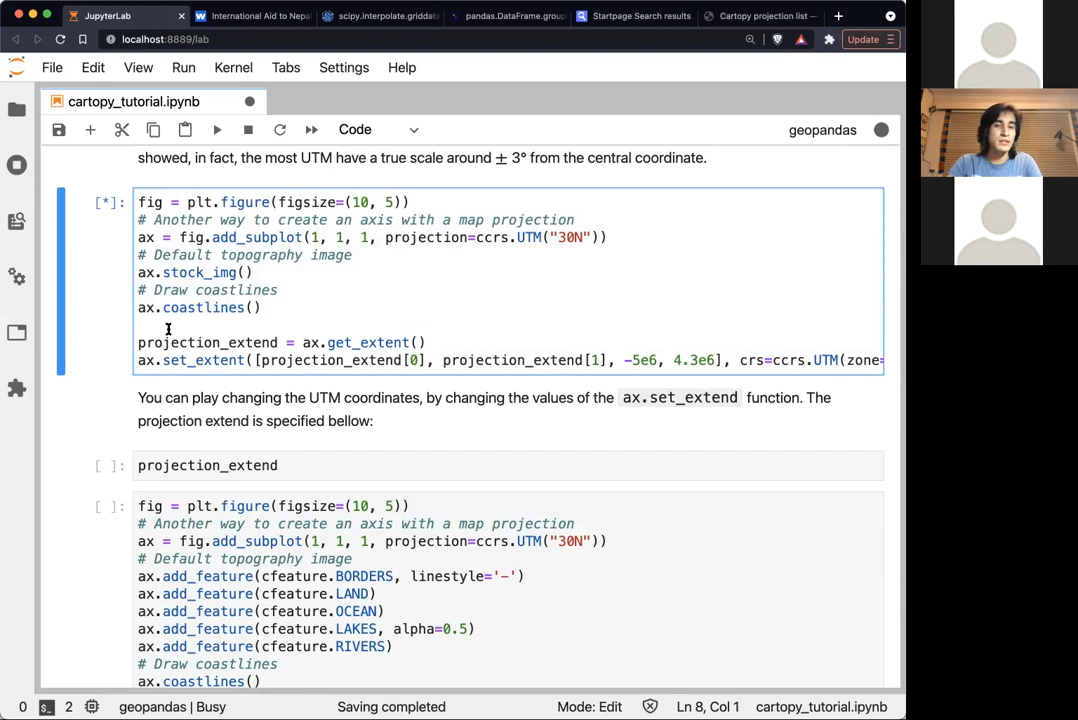 JupyterLab
International Aid to Nepal
scipy.interpolate.griddat
pandas.DataFrame.group
Startpage Search results
Cartopy projection list —
localhost:8889/lab
Update
File Edit View Run Kernel Tabs Settings Help
cartopy_tutorial.ipynb
Code
geopandas
showed, in fact, the most UTM have a true scale around ± 3° from the central coordinate.
[*]: fig = plt.figure(figsize=(10, 5))
# Another way to create an axis with a map projection
ax = fig.add_subplot(1, 1, 1, projection=ccrs.UTM("30N"))
# Default topography image
ax.stock_img()
# Draw coastlines
ax.coastlines()
projection_extend = ax.get_extent()
ax.set_extent([projection_extend[0], projection_extend[1], -5e6, 4.3e6], crs=ccrs.UTM(zone=
You can play changing the UTM coordinates, by changing the values of the ax.set_extend function. The
projection extend is specified bellow:
[ ]: projection_extend
[ ]: fig = plt.figure(figsize=(10, 5))
# Another way to create an axis with a map projection
ax = fig.add_subplot(1, 1, 1, projection=ccrs.UTM("30N"))
# Default topography image
ax.add_feature(cfeature.BORDERS, linestyle='-')
ax.add_feature(cfeature.LAND)
ax.add_feature(cfeature.OCEAN)
ax.add_feature(cfeature.LAKES, alpha=0.5)
ax.add_feature(cfeature.RIVERS)
# Draw coastlines
ax.coastlines()
0 $_ 2 geopandas | Busy Saving completed Mode: Edit Ln 8, Col 1 cartopy_tutorial.ipynb